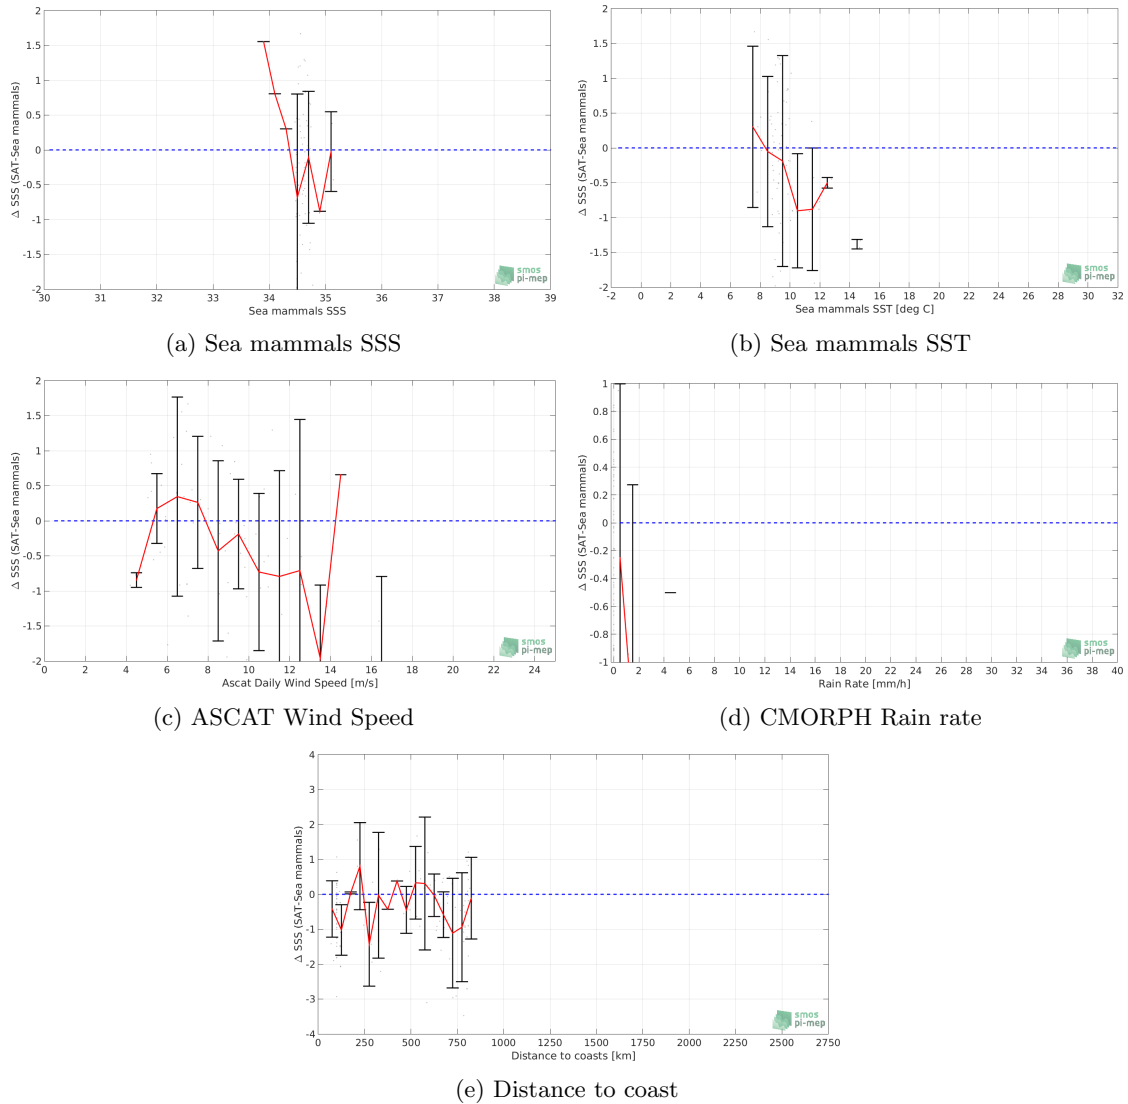 2
1.5
1
0.5
0
-0.5
-1
-1.5
-2
Δ SSS (SAT-Sea mammals)
30 31 32 33 34 35 36 37 38 39
Sea mammals SSS
smos
pi-mep
(a) Sea mammals SSS
2
1.5
1
0.5
0
-0.5
-1
-1.5
-2
Δ SSS (SAT-Sea mammals)
-2 0 2 4 6 8 10 12 14 16 18 20 22 24 26 28 30 32
Sea mammals SST [deg C]
smos
pi-mep
(b) Sea mammals SST
2
1.5
1
0.5
0
-0.5
-1
-1.5
-2
Δ SSS (SAT-Sea mammals)
0 2 4 6 8 10 12 14 16 18 20 22 24
Ascat Daily Wind Speed [m/s]
smos
pi-mep
(c) ASCAT Wind Speed
1
0.8
0.6
0.4
0.2
0
-0.2
-0.4
-0.6
-0.8
-1
Δ SSS (SAT-Sea mammals)
0 2 4 6 8 10 12 14 16 18 20 22 24 26 28 30 32 34 36 38 40
Rain Rate [mm/h]
smos
pi-mep
(d) CMORPH Rain rate
4
3
2
1
0
-1
-2
-3
-4
Δ SSS (SAT-Sea mammals)
0 250 500 750 1000 1250 1500 1750 2000 2250 2500 2750
Distance to coasts [km]
smos
pi-mep
(e) Distance to coast